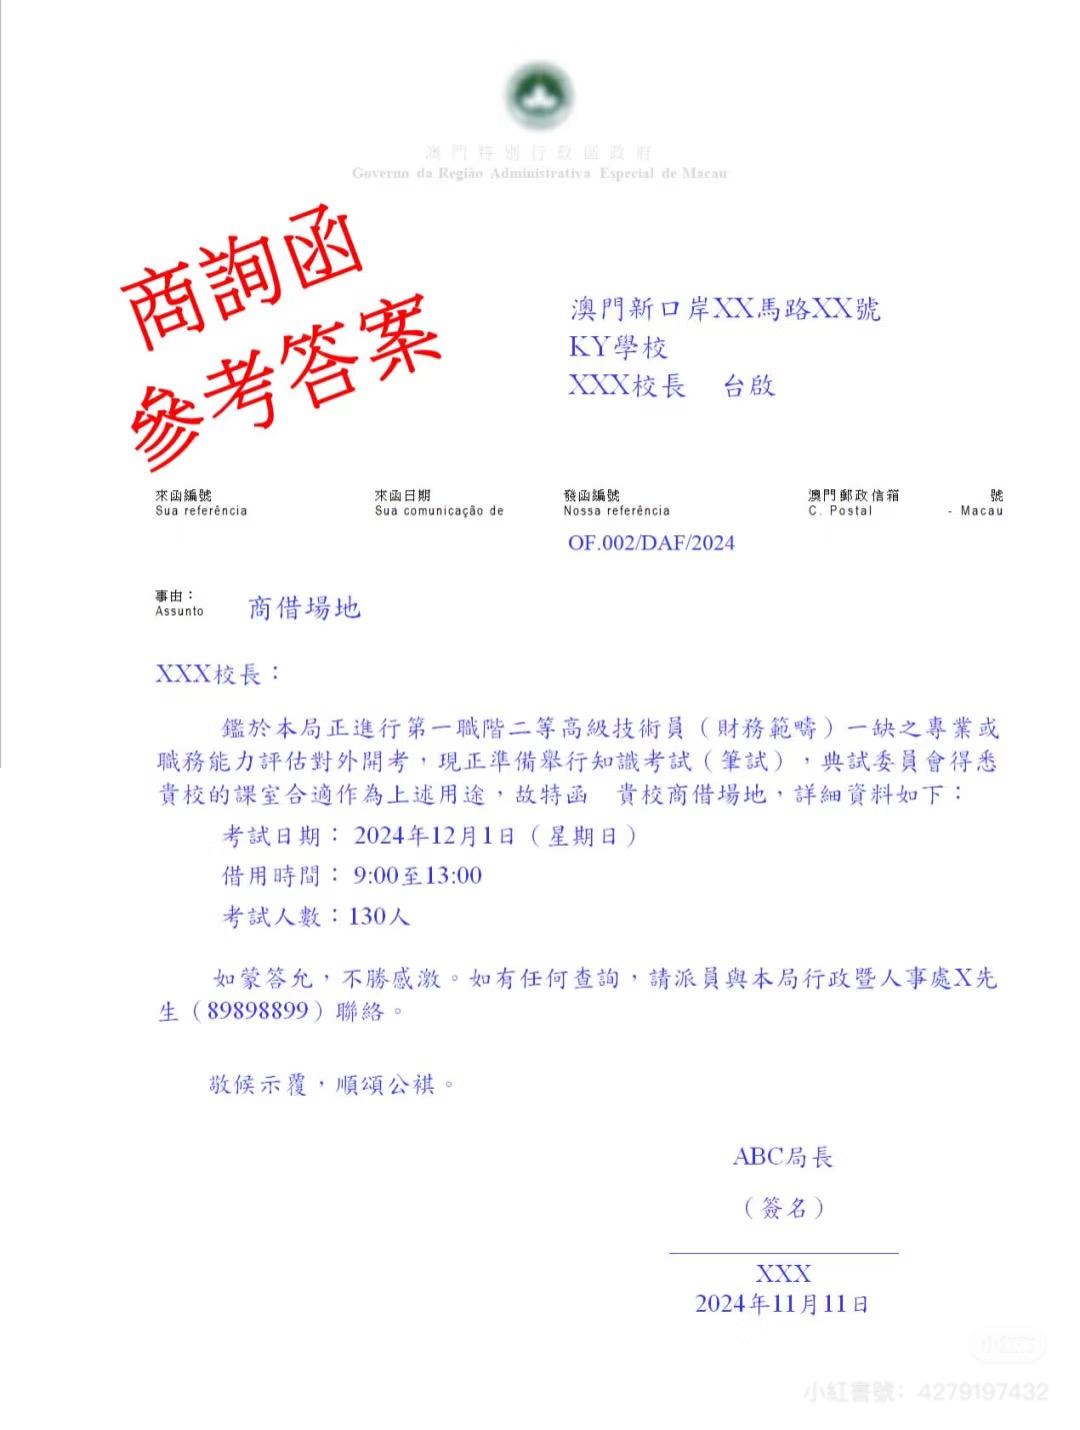 澳門特別行政區政府
Governo da Região Administrativa Especial de Macau
商詢函
參考答案
澳門新口岸XX馬路XX號
KY學校
XXX校長 台啟
來函編號 來函日期 發函編號 澳門郵政信箱 號
Sua referência Sua comunicação de Nossa referência C. Postal - Macau
OF.002/DAF/2024
事由：
Assunto 商借場地
XXX校長：
鑑於本局正進行第一職階二等高級技術員（財務範疇）一缺之專業或
職務能力評估對外開考，現正準備舉行知識考試（筆試），典試委員會得悉
貴校的課室合適作為上述用途，故特函 貴校商借場地，詳細資料如下：
考試日期： 2024年12月1日（星期日）
借用時間： 9:00至13:00
考試人數：130人
如蒙答允，不勝感激。如有任何查詢，請派員與本局行政暨人事處X先
生（89898899）聯絡。
敬候示覆，順頌公祺。
ABC局長
（簽名）
XXX
2024年11月11日
小红书
小紅書號：4279197432